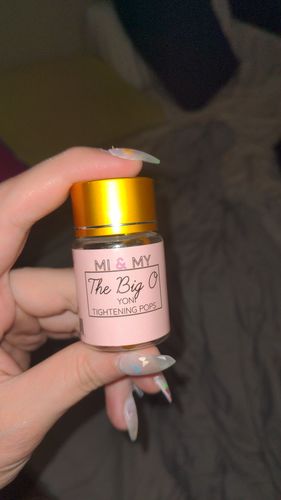 MI & MY
The Big O
YONI
TIGHTENING POPS